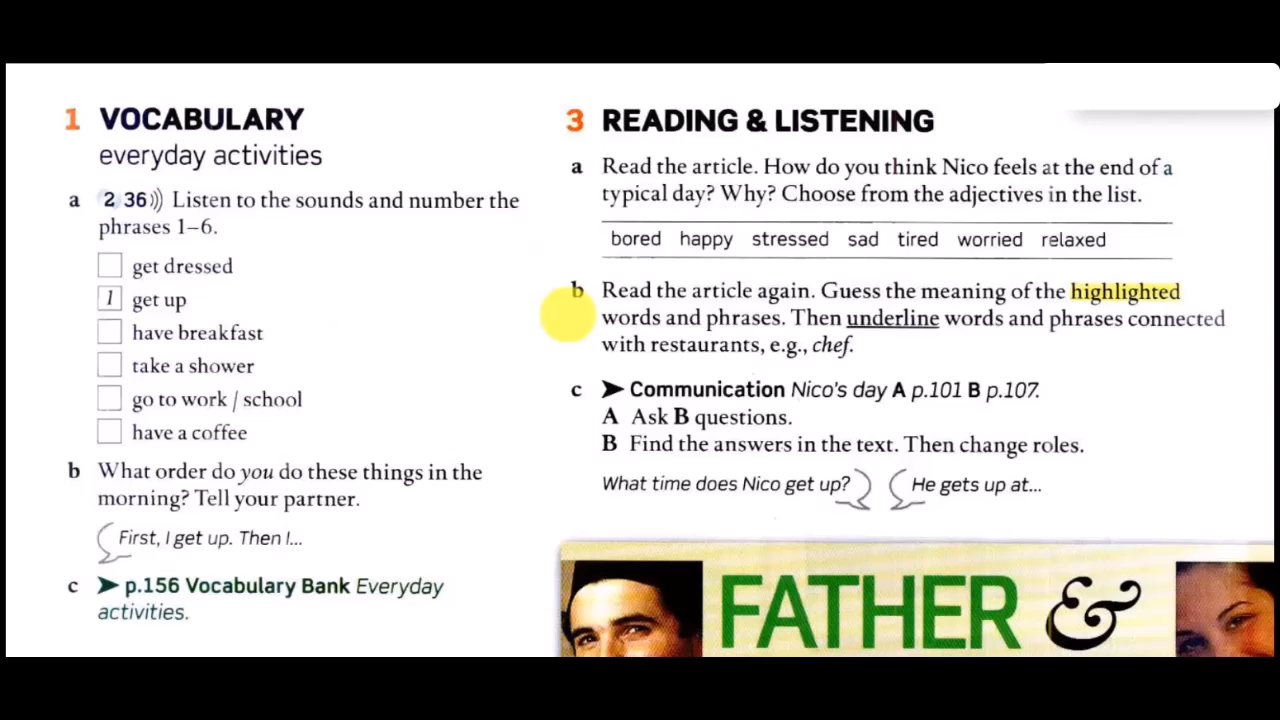 1 VOCABULARY
everyday activities
a 2 36))) Listen to the sounds and number the
phrases 1–6.
get dressed
1 get up
have breakfast
take a shower
go to work / school
have a coffee
b What order do you do these things in the
morning? Tell your partner.
First, I get up. Then I...
c ➤ p.156 Vocabulary Bank Everyday
activities.
3 READING & LISTENING
a Read the article. How do you think Nico feels at the end of a
typical day? Why? Choose from the adjectives in the list.
bored happy stressed sad tired worried relaxed
b Read the article again. Guess the meaning of the highlighted
words and phrases. Then underline words and phrases connected
with restaurants, e.g., chef.
c ➤ Communication Nico's day A p.101 B p.107.
A Ask B questions.
B Find the answers in the text. Then change roles.
What time does Nico get up? He gets up at...
FATHER &